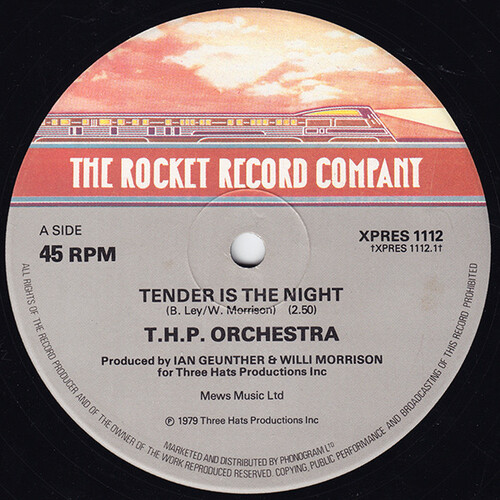 THE ROCKET RECORD COMPANY
A SIDE
45 RPM
XPRES 1112
†XPRES 1112.1†
TENDER IS THE NIGHT
(B. Ley/W. Morrison) (2.50)
T.H.P. ORCHESTRA
Produced by IAN GEUNTHER & WILLI MORRISON
for Three Hats Productions Inc
Mews Music Ltd
℗ 1979 Three Hats Productions Inc
MARKETED AND DISTRIBUTED BY PHONOGRAM LTD
ALL RIGHTS OF THE RECORD PRODUCER AND OF THE OWNER OF THE WORK REPRODUCED RESERVED. COPYING, PUBLIC PERFORMANCE AND BROADCASTING OF THIS RECORD PROHIBITED